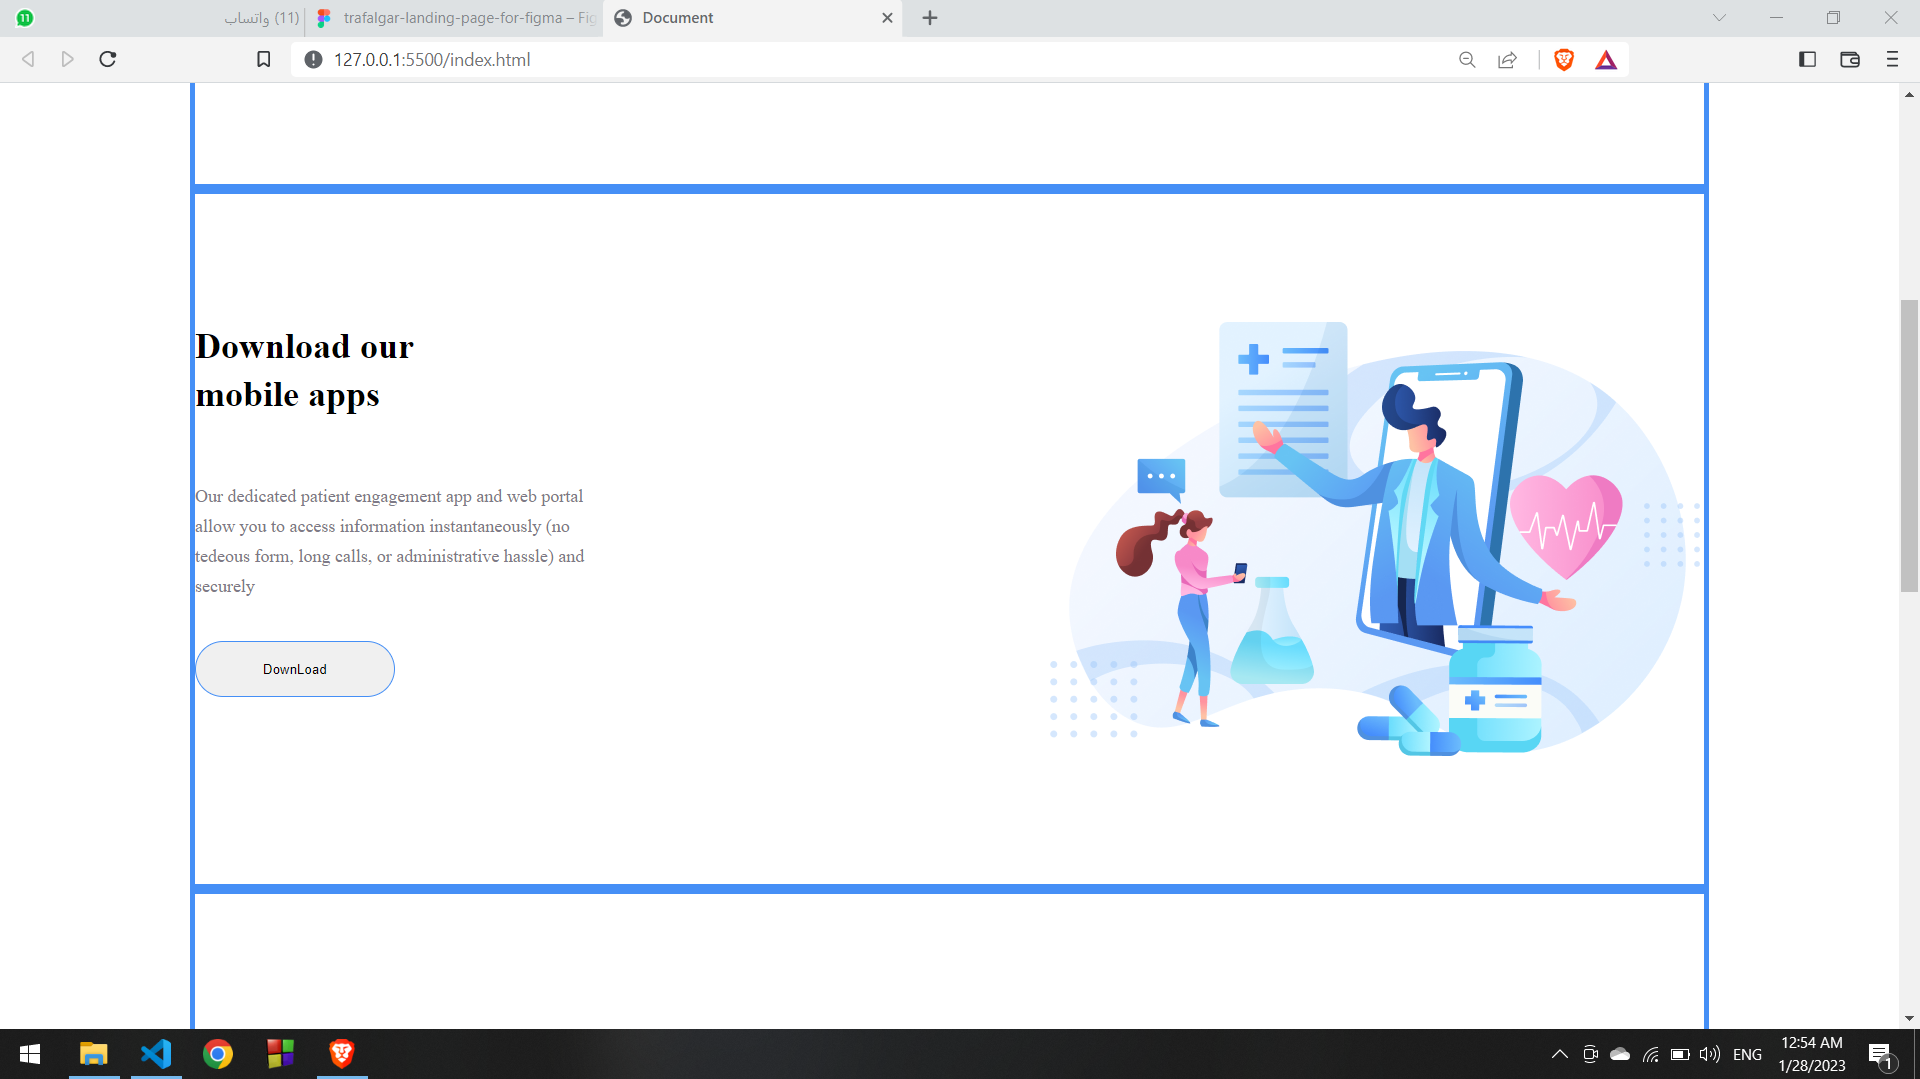 11
(11) واتساب
trafalgar-landing-page-for-figma – Fig
Document
127.0.0.1:5500/index.html
Download our
mobile apps
Our dedicated patient engagement app and web portal
allow you to access information instantaneously (no
tedeous form, long calls, or administrative hassle) and
securely
DownLoad
ENG
12:54 AM
1/28/2023
1